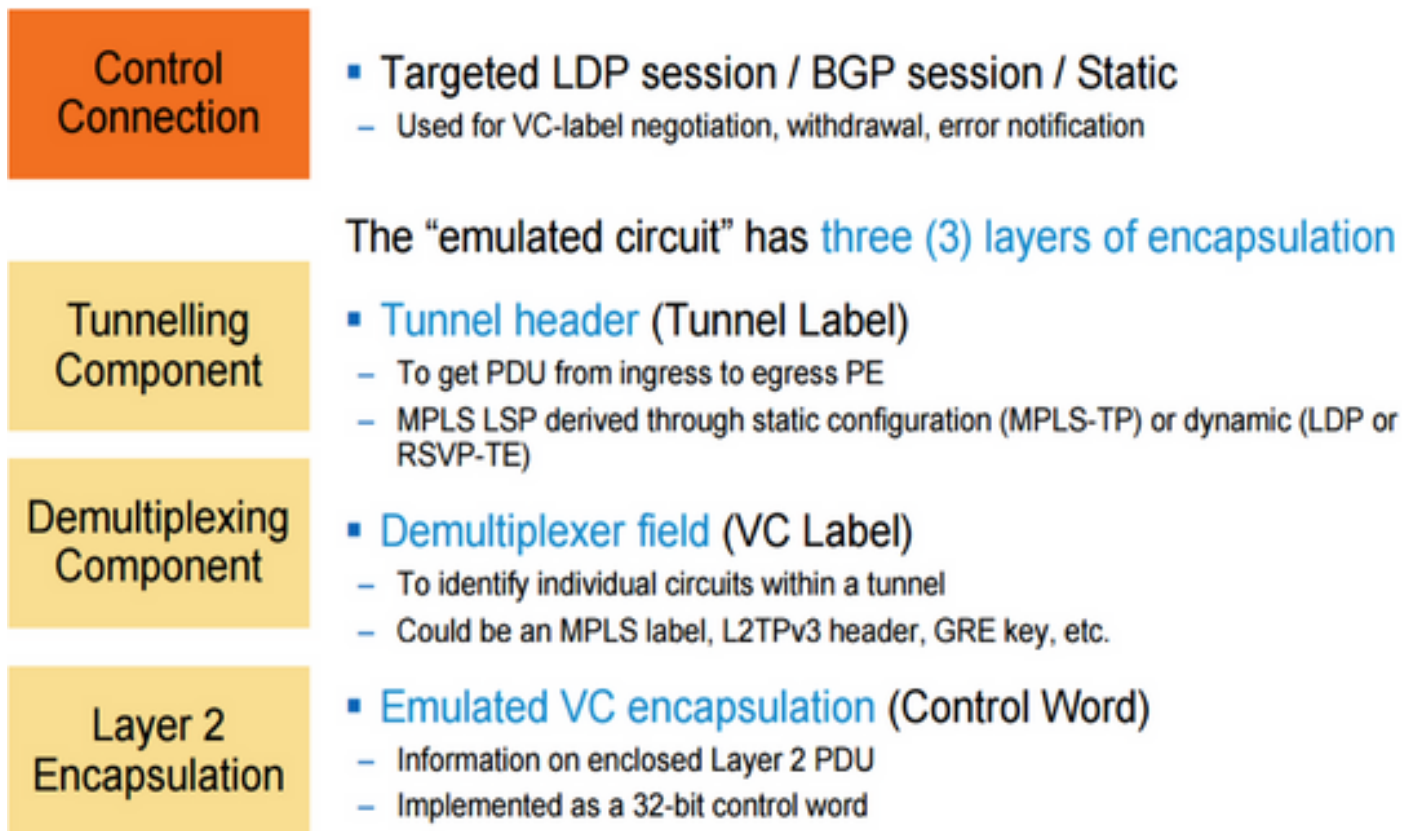 Control
Connection
▪ Targeted LDP session / BGP session / Static
– Used for VC-label negotiation, withdrawal, error notification
The “emulated circuit” has three (3) layers of encapsulation
Tunnelling
Component
▪ Tunnel header (Tunnel Label)
– To get PDU from ingress to egress PE
– MPLS LSP derived through static configuration (MPLS-TP) or dynamic (LDP or
RSVP-TE)
Demultiplexing
Component
▪ Demultiplexer field (VC Label)
– To identify individual circuits within a tunnel
– Could be an MPLS label, L2TPv3 header, GRE key, etc.
Layer 2
Encapsulation
▪ Emulated VC encapsulation (Control Word)
– Information on enclosed Layer 2 PDU
– Implemented as a 32-bit control word